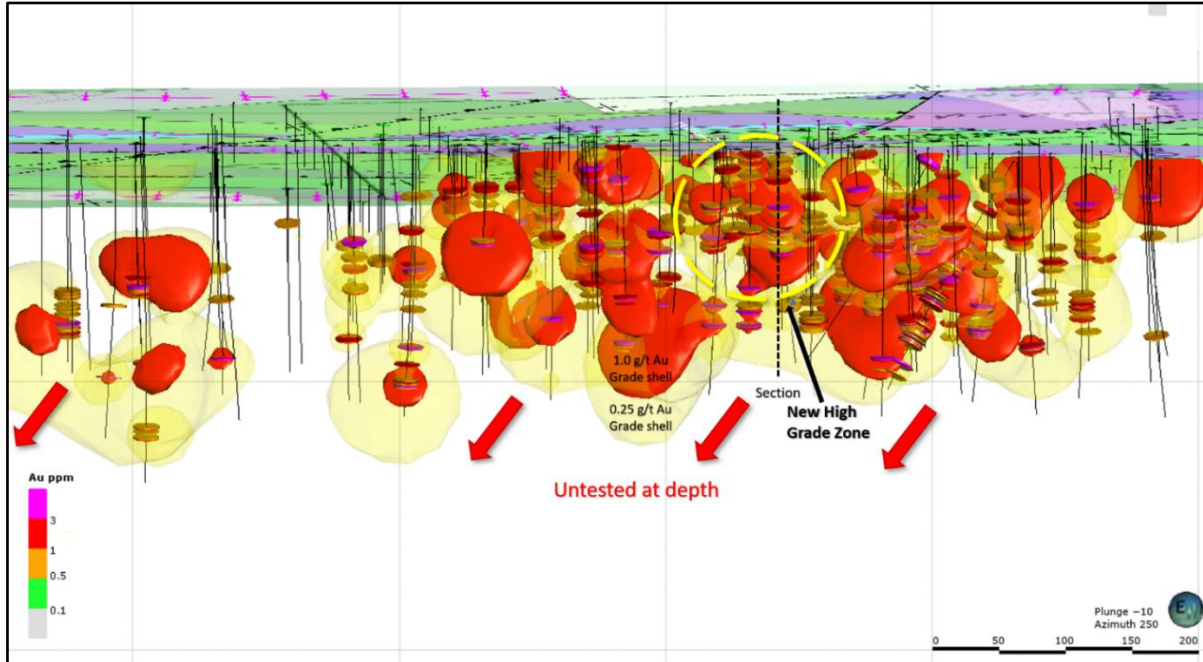 1.0 g/t Au
Grade shell
0.25 g/t Au
Grade shell
Section
New High
Grade Zone
Untested at depth
Au ppm
3
1
0.5
0.1
Plunge −10
Azimuth 250
E N
0 50 100 150 200